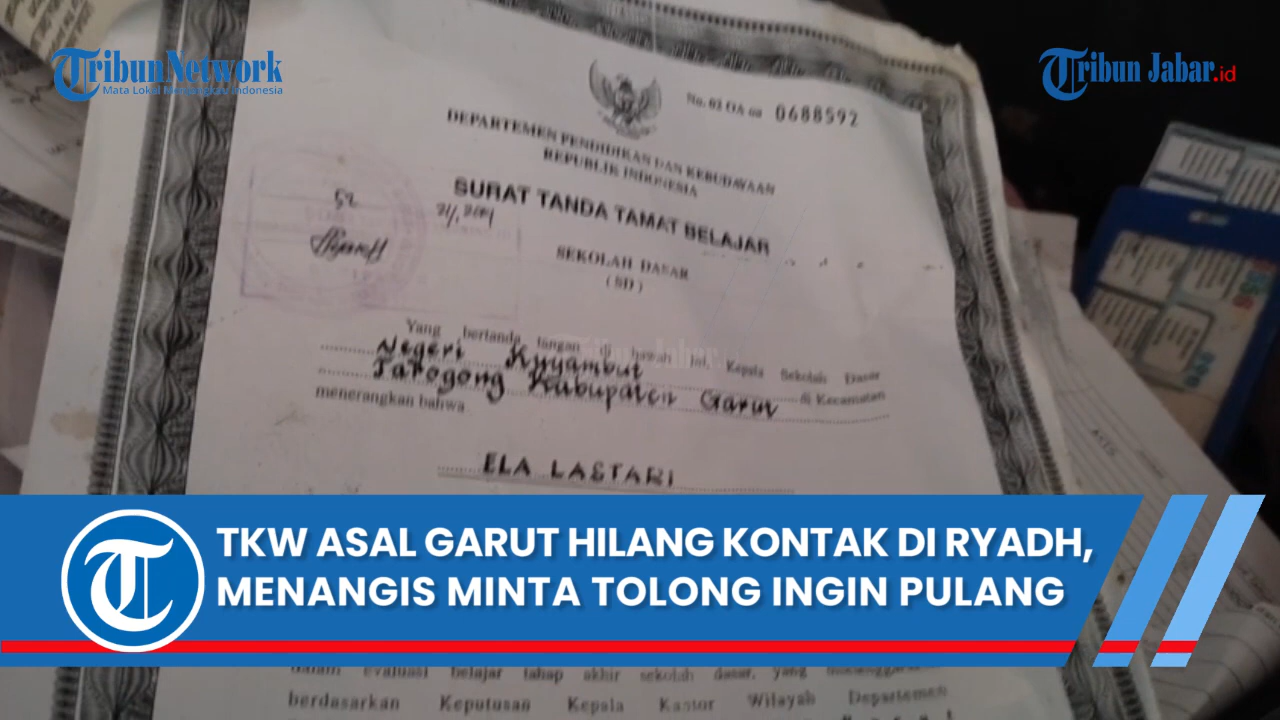 Tribun Network
Mata Lokal Menjangkau Indonesia
Tribun Jabar.id
No. 02 OA oa 0688592
DEPARTEMEN PENDIDIKAN DAN KEBUDAYAAN
REPUBLIK INDONESIA
SURAT TANDA TAMAT BELAJAR
SEKOLAH DASAR
(SD)
52
Yang bertanda tangan di bawah ini, Kepala Sekolah Dasar
Negeri
Tarogong Kabupaten Garut di Kecamatan
menerangkan bahwa
ELA LASTARI
TKW ASAL GARUT HILANG KONTAK DI RYADH,
MENANGIS MINTA TOLONG INGIN PULANG
dalam evaluasi belajar tahap akhir sekolah dasar, yang
berdasarkan Keputusan Kepala Kantor Wilayah Departemen